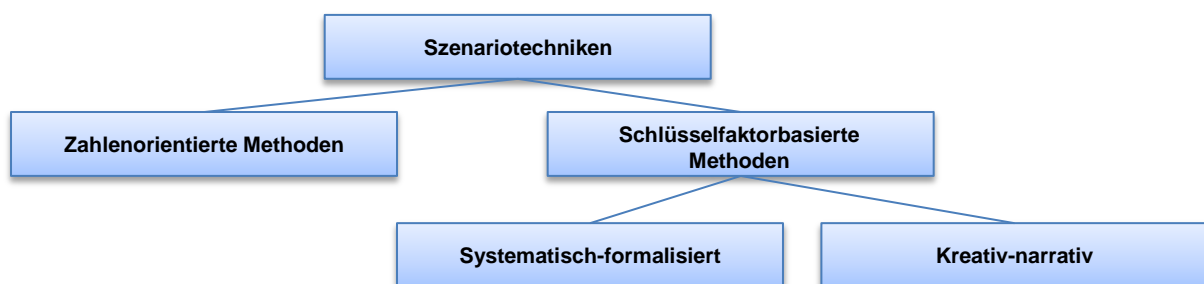 Szenariotechniken
Zahlenorientierte Methoden
Schlüsselfaktorbasierte
Methoden
Systematisch-formalisiert
Kreativ-narrativ